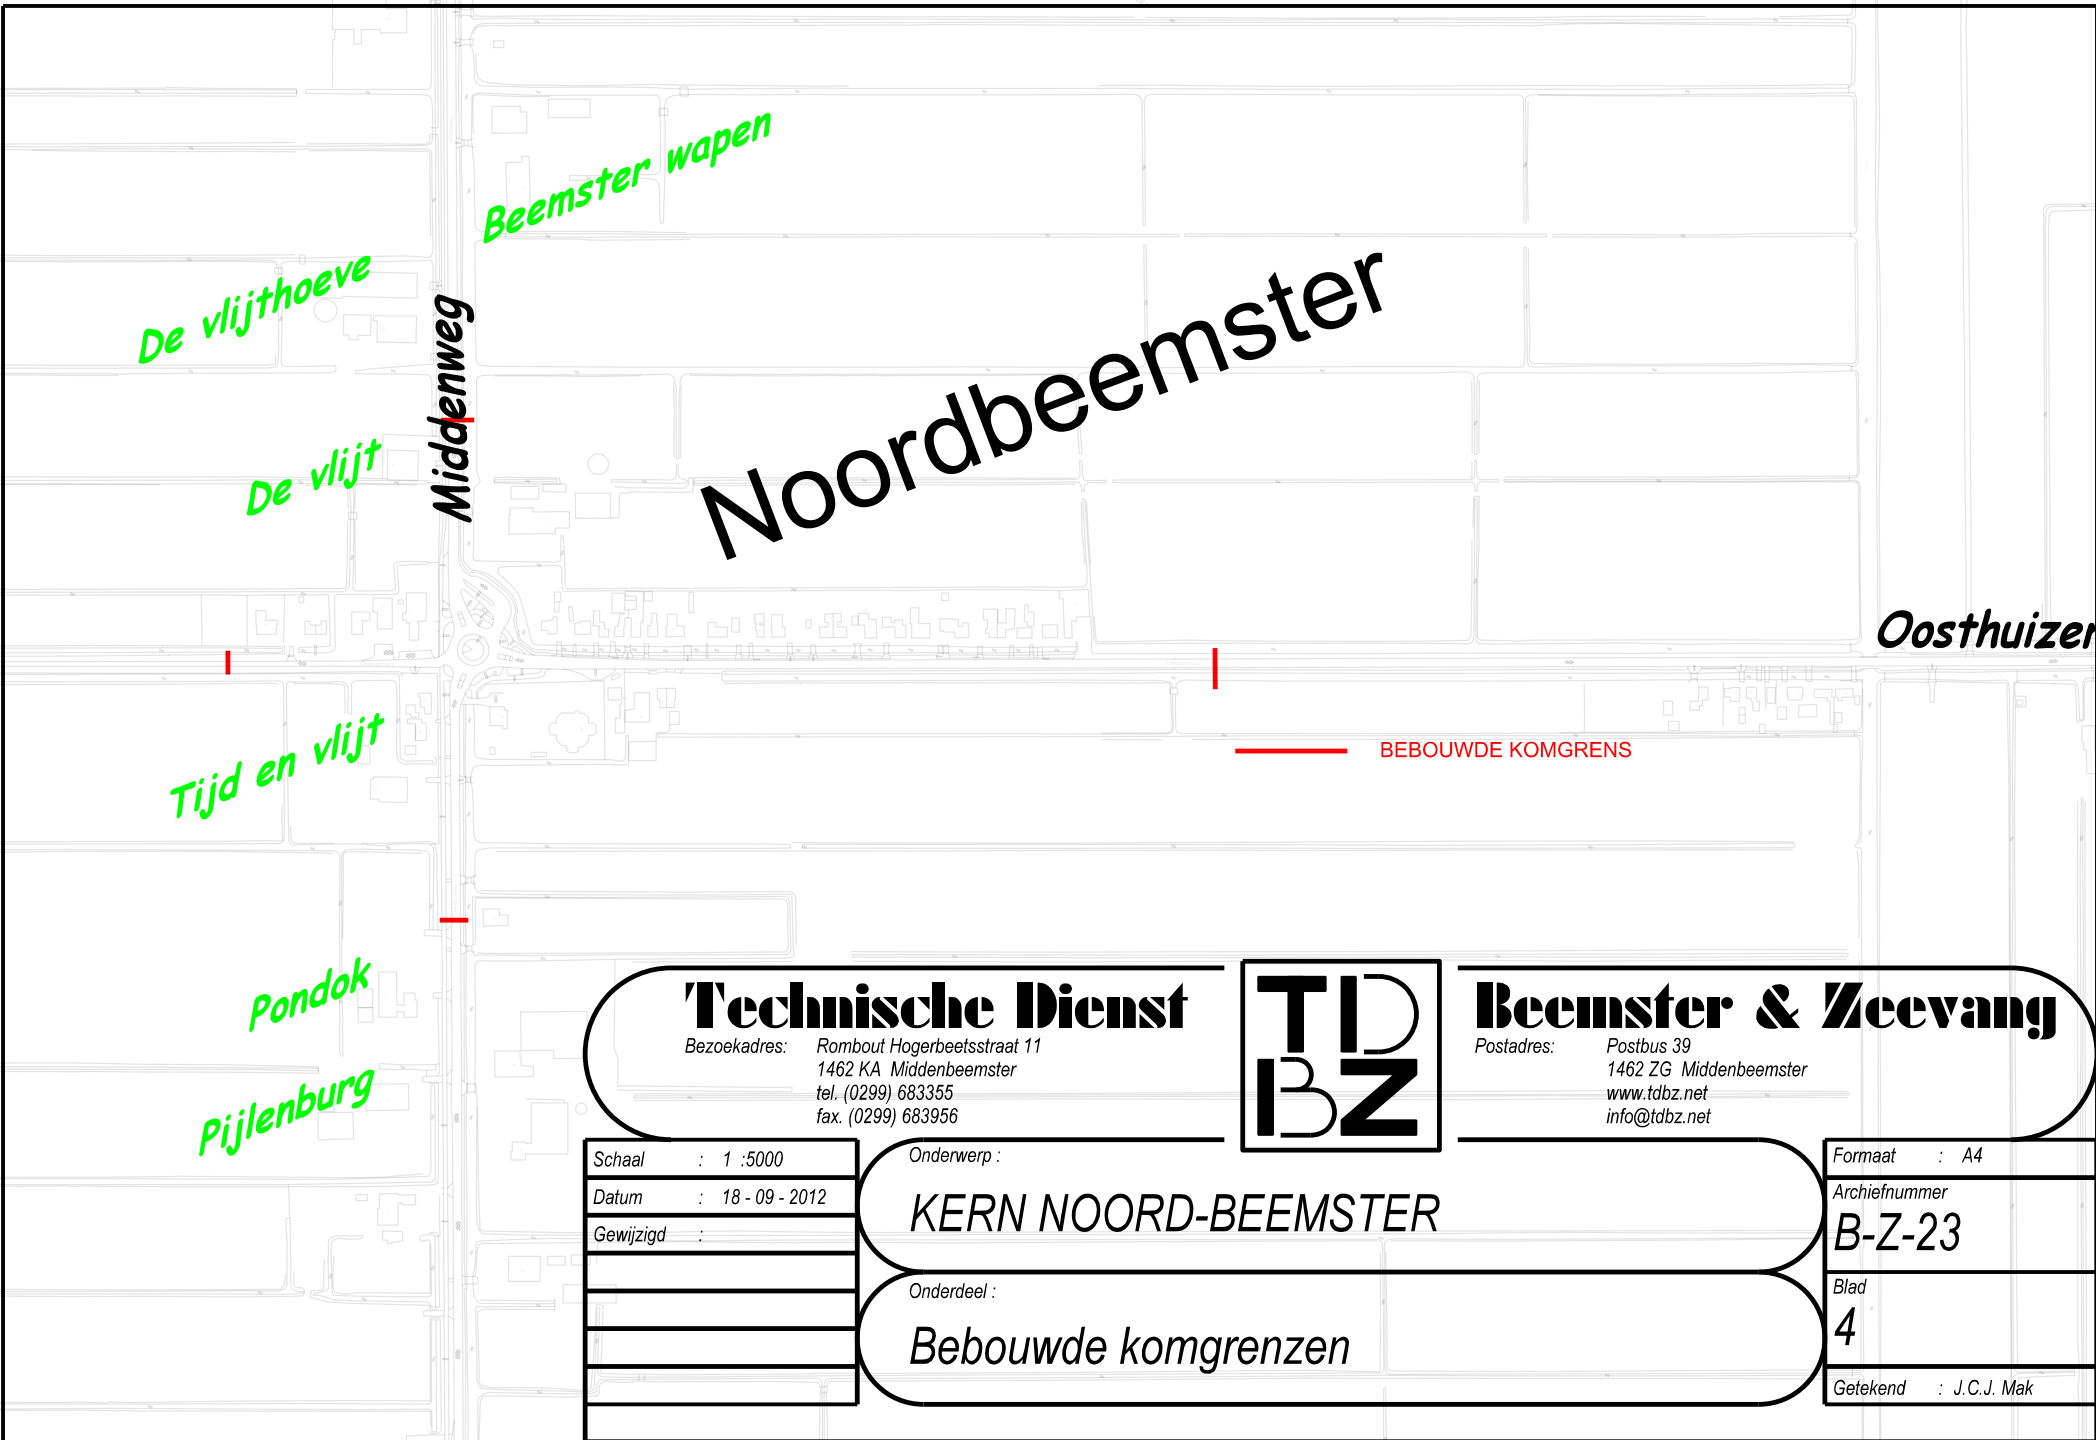 Beemster wapen
De vlijthoeve
Middenweg
Noordbeemster
De vlijt
Oosthuizen
Tijd en vlijt
BEBOUWDE KOMGRENS
Pondok
Pijlenburg
Technische Dienst
Bezoekadres: Rombout Hogerbeetsstraat 11
1462 KA Middenbeemster
tel. (0299) 683355
fax. (0299) 683956
TD
BZ
Beemster & Zeevang
Postadres: Postbus 39
1462 ZG Middenbeemster
www.tdbz.net
info@tdbz.net
Schaal : 1 :5000
Datum : 18 - 09 - 2012
Gewijzigd :
Onderwerp :
KERN NOORD-BEEMSTER
Onderdeel :
Bebouwde komgrenzen
Formaat : A4
Archiefnummer
B-Z-23
Blad
4
Getekend : J.C.J. Mak